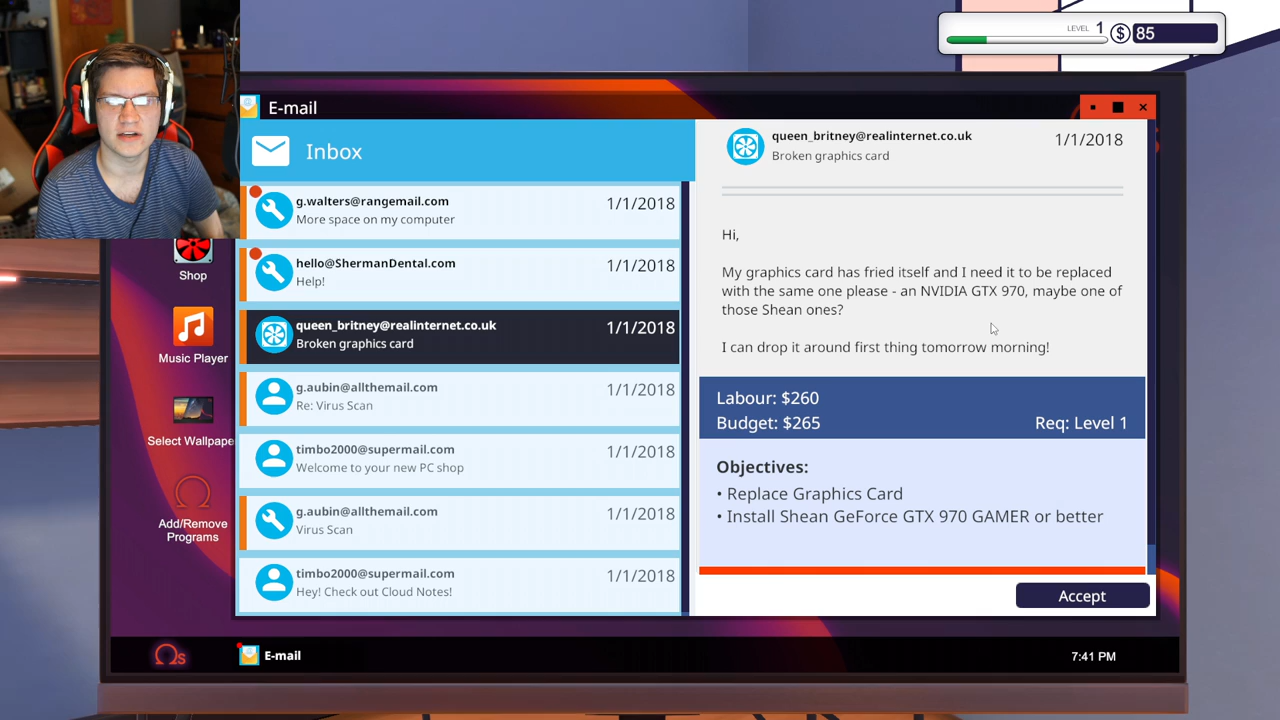 LEVEL 1
$ 85
E-mail
Inbox
g.walters@rangemail.com 1/1/2018
More space on my computer
hello@ShermanDental.com 1/1/2018
Help!
queen_britney@realinternet.co.uk 1/1/2018
Broken graphics card
g.aubin@allthemail.com 1/1/2018
Re: Virus Scan
timbo2000@supermail.com 1/1/2018
Welcome to your new PC shop
g.aubin@allthemail.com 1/1/2018
Virus Scan
timbo2000@supermail.com 1/1/2018
Hey! Check out Cloud Notes!
queen_britney@realinternet.co.uk 1/1/2018
Broken graphics card
Hi,
My graphics card has fried itself and I need it to be replaced
with the same one please - an NVIDIA GTX 970, maybe one of
those Shean ones?
I can drop it around first thing tomorrow morning!
Labour: $260
Budget: $265 Req: Level 1
Objectives:
• Replace Graphics Card
• Install Shean GeForce GTX 970 GAMER or better
Accept
Shop
Music Player
Select Wallpape
Add/Remove
Programs
Ωs
E-mail
7:41 PM